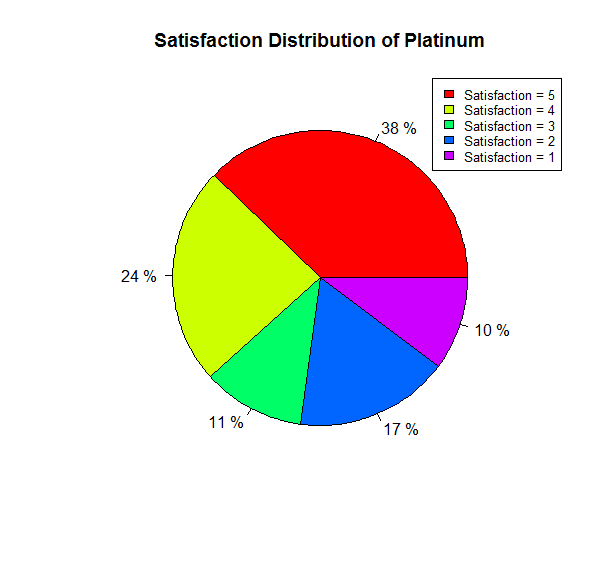 Satisfaction Distribution of Platinum
Satisfaction = 5
Satisfaction = 4
Satisfaction = 3
Satisfaction = 2
Satisfaction = 1
38 %
24 %
10 %
11 %
17 %